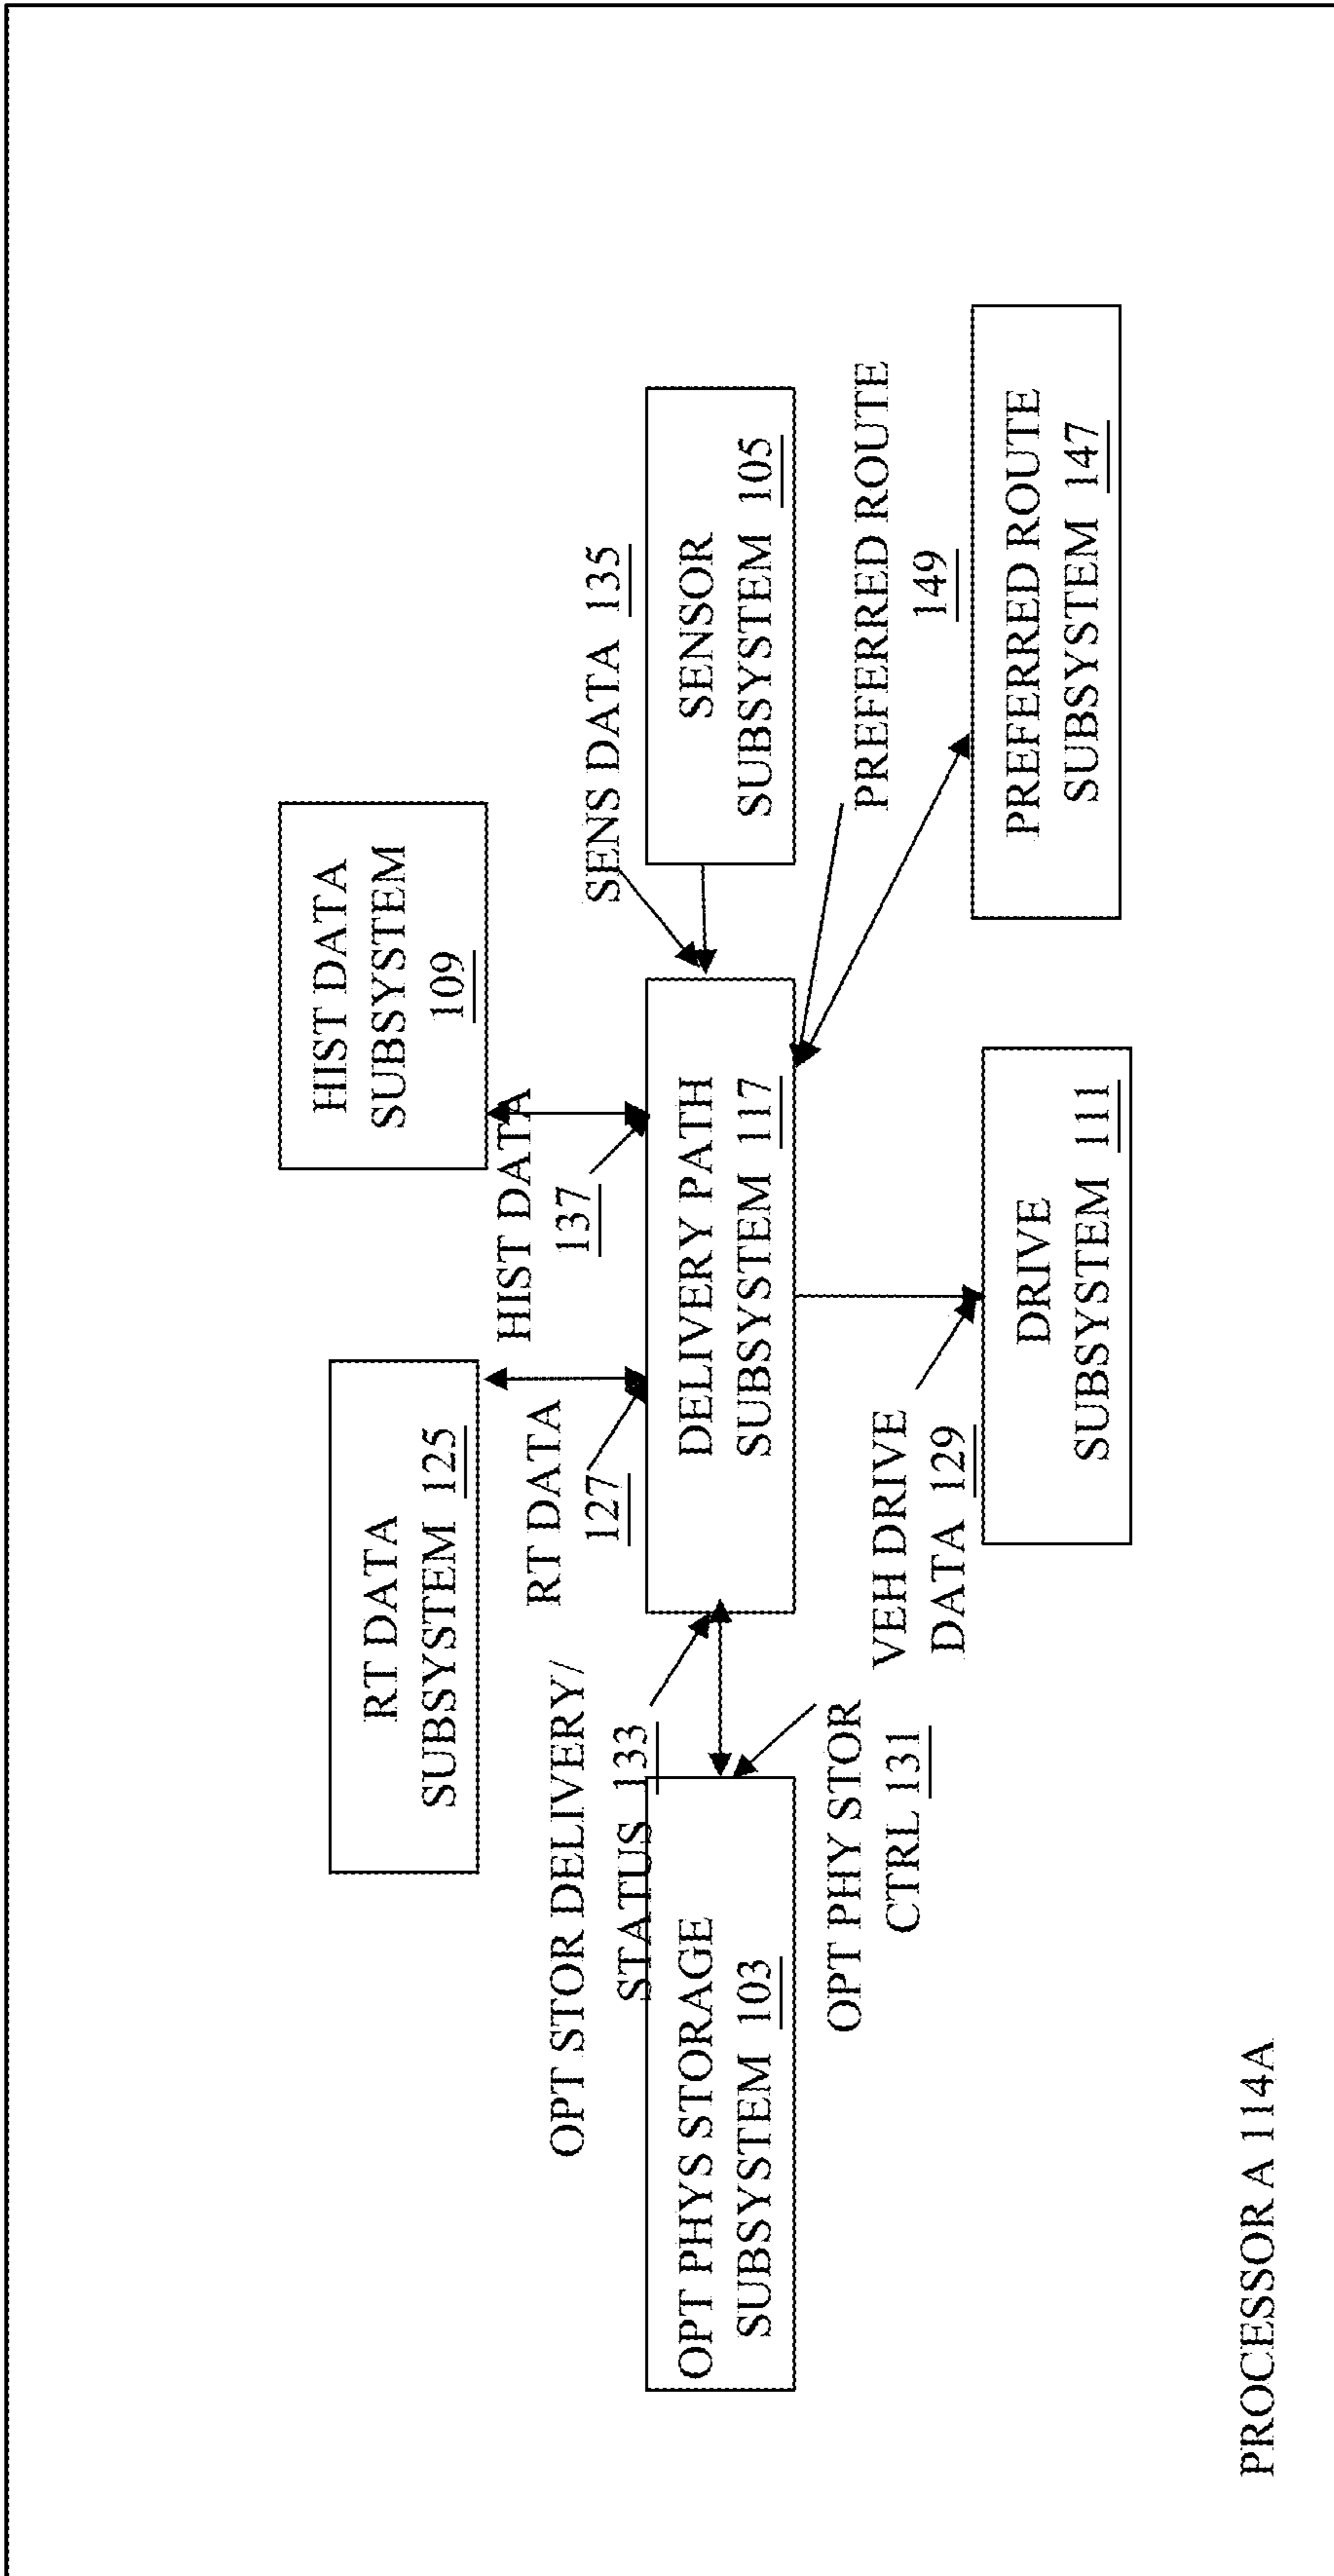 HIST DATA
SUBSYSTEM
109
RT DATA
SUBSYSTEM 125
HIST DATA
137
RT DATA
127
OPT STOR DELIVERY/
STATUS 133
SENS DATA 135
OPT PHYS STORAGE
SUBSYSTEM 103
DELIVERY PATH
SUBSYSTEM 117
SENSOR
SUBSYSTEM 105
OPT PHY STOR
CTRL 131
VEH DRIVE
DATA 129
PREFERRED ROUTE
149
DRIVE
SUBSYSTEM 111
PREFERRED ROUTE
SUBSYSTEM 147
PROCESSOR A 114A